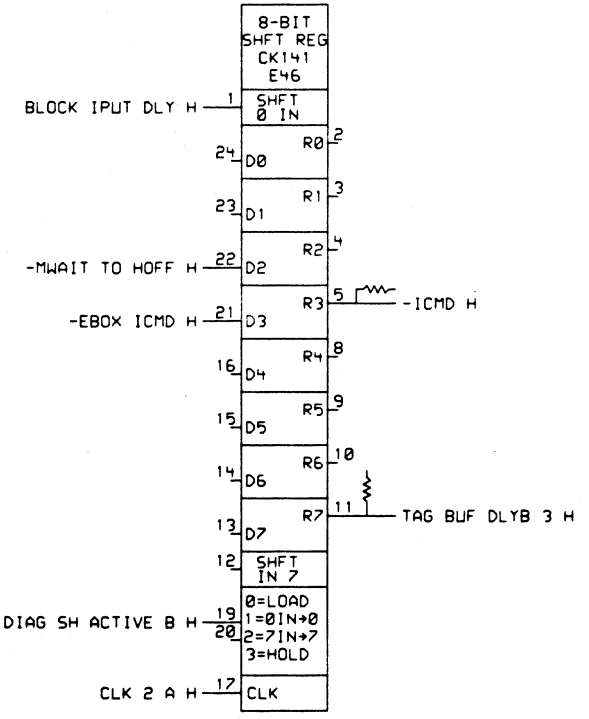 8-BIT
SHFT REG
CK141
E46
BLOCK IPUT DLY H 1 SHFT
0 IN
R0 2
24 D0
R1 3
23 D1
R2 4
-MWAIT TO HOFF H 22 D2
R3 5 -ICMD H
-EBOX ICMD H 21 D3
R4 8
16 D4
R5 9
15 D5
R6 10
14 D6
R7 11 TAG BUF DLYB 3 H
13 D7
12 SHFT
IN 7
0=LOAD
DIAG SH ACTIVE B H 19 1=0IN→0
20 2=7IN→7
3=HOLD
CLK 2 A H 17 CLK